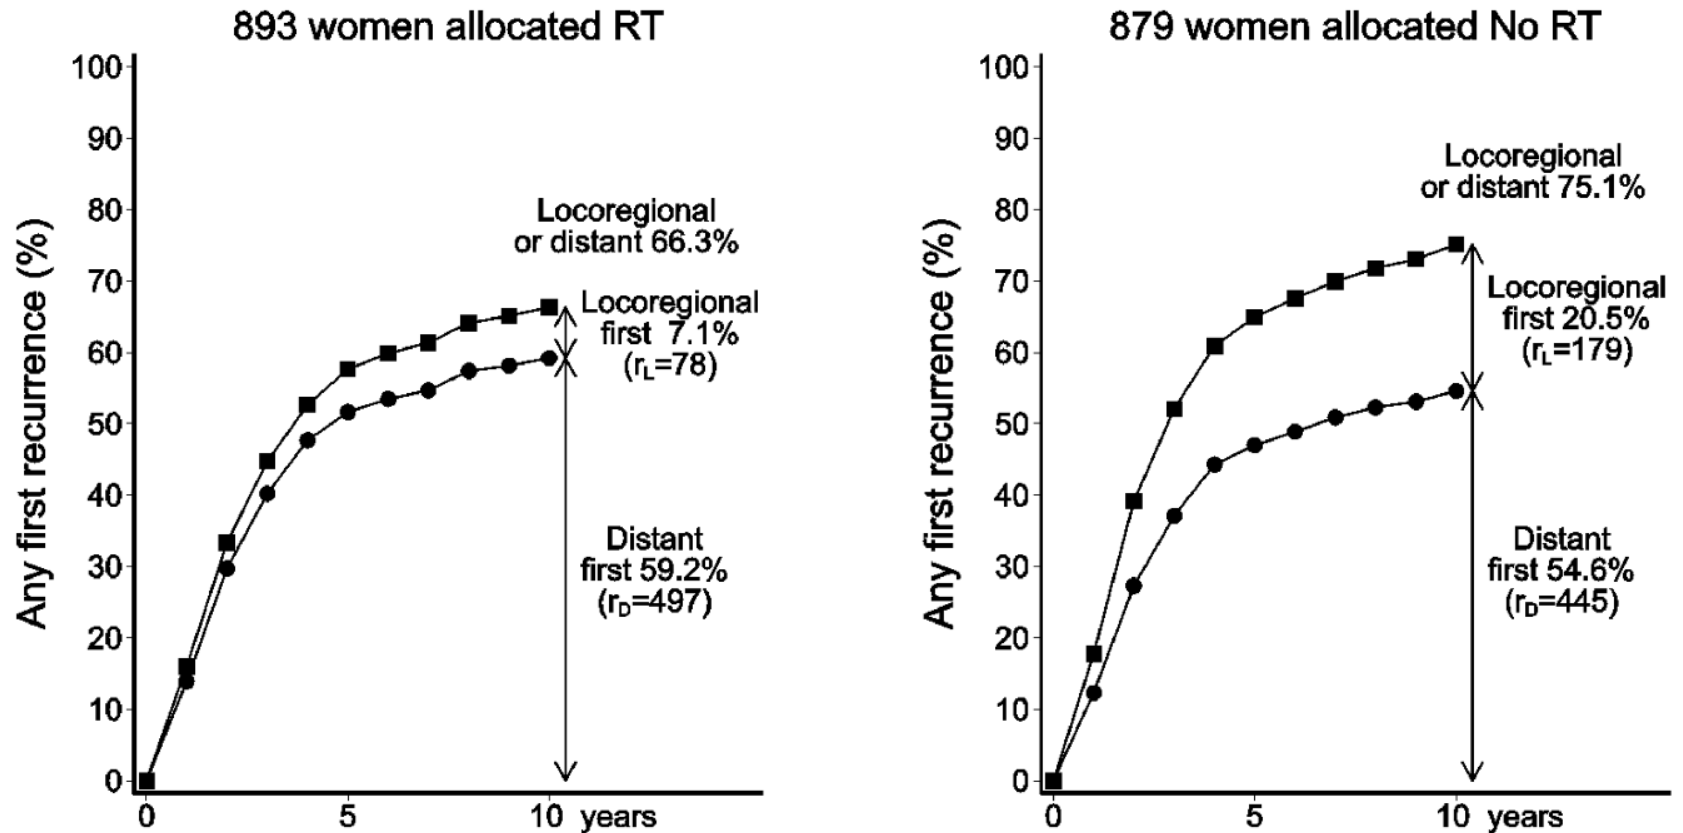 893 women allocated RT
Any first recurrence (%)
100
90
80
70
60
50
40
30
20
10
0
Locoregional
or distant 66.3%
Locoregional
first 7.1%
(rL=78)
Distant
first 59.2%
(rD=497)
0 5 10 years
879 women allocated No RT
Any first recurrence (%)
100
90
80
70
60
50
40
30
20
10
0
Locoregional
or distant 75.1%
Locoregional
first 20.5%
(rL=179)
Distant
first 54.6%
(rD=445)
0 5 10 years